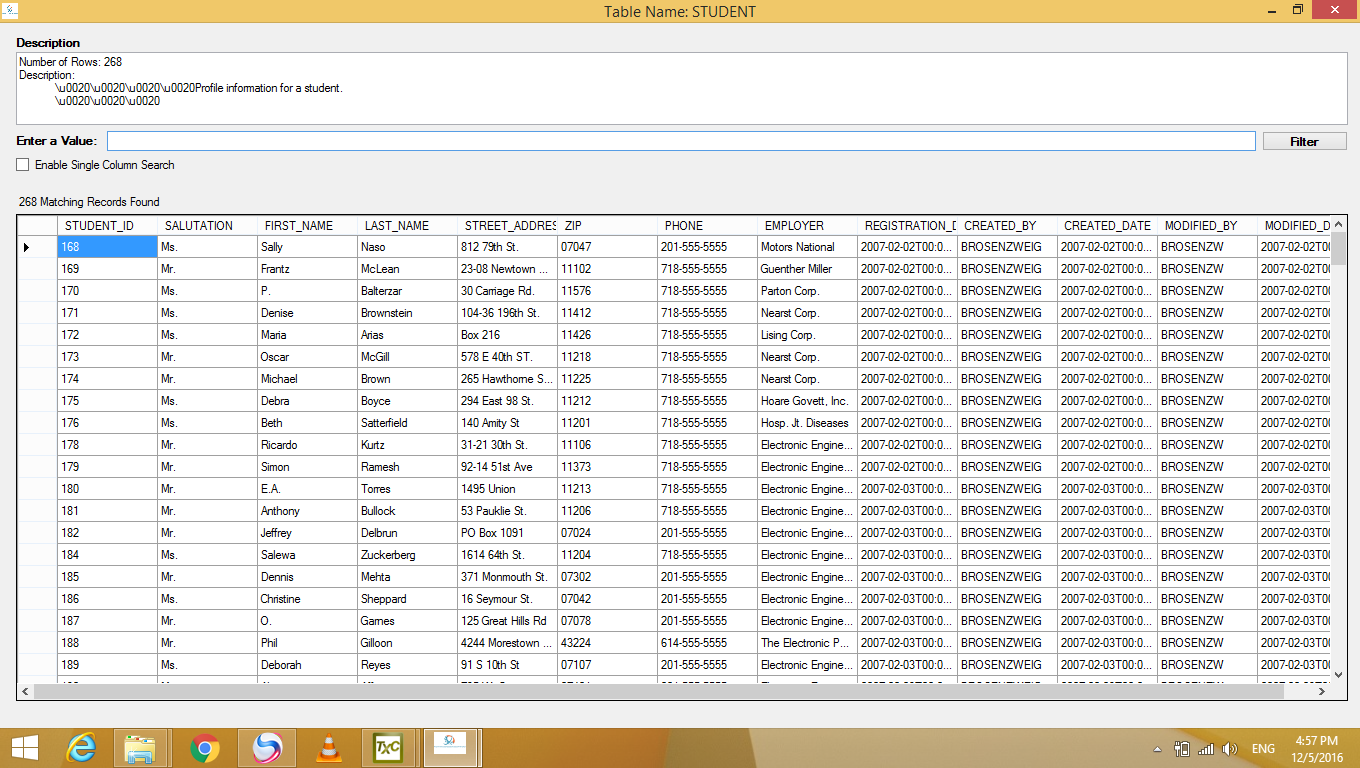 Table Name: STUDENT
Description
Number of Rows: 268
Description:
\u0020\u0020\u0020\u0020Profile information for a student.
\u0020\u0020\u0020
Enter a Value:
Filter
Enable Single Column Search
268 Matching Records Found
STUDENT_ID SALUTATION FIRST_NAME LAST_NAME STREET_ADDRES ZIP PHONE EMPLOYER REGISTRATION_D CREATED_BY CREATED_DATE MODIFIED_BY MODIFIED_D
168 Ms. Sally Naso 812 79th St. 07047 201-555-5555 Motors National 2007-02-02T00:0... BROSENZWEIG 2007-02-02T00:0... BROSENZW 2007-02-02T00
169 Mr. Frantz McLean 23-08 Newtown ... 11102 718-555-5555 Guenther Miller 2007-02-02T00:0... BROSENZWEIG 2007-02-02T00:0... BROSENZW 2007-02-02T00
170 Ms. P. Balterzar 30 Carriage Rd. 11576 718-555-5555 Parton Corp. 2007-02-02T00:0... BROSENZWEIG 2007-02-02T00:0... BROSENZW 2007-02-02T00
171 Ms. Denise Brownstein 104-36 196th St. 11412 718-555-5555 Nearst Corp. 2007-02-02T00:0... BROSENZWEIG 2007-02-02T00:0... BROSENZW 2007-02-02T00
172 Ms. Maria Arias Box 216 11426 718-555-5555 Lising Corp. 2007-02-02T00:0... BROSENZWEIG 2007-02-02T00:0... BROSENZW 2007-02-02T00
173 Mr. Oscar McGill 578 E 40th ST. 11218 718-555-5555 Nearst Corp. 2007-02-02T00:0... BROSENZWEIG 2007-02-02T00:0... BROSENZW 2007-02-02T00
174 Mr. Michael Brown 265 Hawthorne S... 11225 718-555-5555 Nearst Corp. 2007-02-02T00:0... BROSENZWEIG 2007-02-02T00:0... BROSENZW 2007-02-02T00
175 Ms. Debra Boyce 294 East 98 St. 11212 718-555-5555 Hoare Govett, Inc. 2007-02-02T00:0... BROSENZWEIG 2007-02-02T00:0... BROSENZW 2007-02-02T00
176 Ms. Beth Satterfield 140 Amity St 11201 718-555-5555 Hosp. Jt. Diseases 2007-02-02T00:0... BROSENZWEIG 2007-02-02T00:0... BROSENZW 2007-02-02T00
178 Mr. Ricardo Kurtz 31-21 30th St. 11106 718-555-5555 Electronic Engine... 2007-02-02T00:0... BROSENZWEIG 2007-02-02T00:0... BROSENZW 2007-02-02T00
179 Mr. Simon Ramesh 92-14 51st Ave 11373 718-555-5555 Electronic Engine... 2007-02-02T00:0... BROSENZWEIG 2007-02-02T00:0... BROSENZW 2007-02-02T00
180 Mr. E.A. Torres 1495 Union 11213 718-555-5555 Electronic Engine... 2007-02-03T00:0... BROSENZWEIG 2007-02-03T00:0... BROSENZW 2007-02-03T00
181 Mr. Anthony Bullock 53 Pauklie St. 11206 718-555-5555 Electronic Engine... 2007-02-03T00:0... BROSENZWEIG 2007-02-03T00:0... BROSENZW 2007-02-03T00
182 Mr. Jeffrey Delbrun PO Box 1091 07024 201-555-5555 Electronic Engine... 2007-02-03T00:0... BROSENZWEIG 2007-02-03T00:0... BROSENZW 2007-02-03T00
184 Ms. Salewa Zuckerberg 1614 64th St. 11204 718-555-5555 Electronic Engine... 2007-02-03T00:0... BROSENZWEIG 2007-02-03T00:0... BROSENZW 2007-02-03T00
185 Mr. Dennis Mehta 371 Monmouth St. 07302 201-555-5555 Electronic Engine... 2007-02-03T00:0... BROSENZWEIG 2007-02-03T00:0... BROSENZW 2007-02-03T00
186 Ms. Christine Sheppard 16 Seymour St. 07042 201-555-5555 Electronic Engine... 2007-02-03T00:0... BROSENZWEIG 2007-02-03T00:0... BROSENZW 2007-02-03T00
187 Mr. O. Garnes 125 Great Hills Rd 07078 201-555-5555 Electronic Engine... 2007-02-03T00:0... BROSENZWEIG 2007-02-03T00:0... BROSENZW 2007-02-03T00
188 Mr. Phil Gilloon 4244 Morestown ... 43224 614-555-5555 The Electronic P... 2007-02-03T00:0... BROSENZWEIG 2007-02-03T00:0... BROSENZW 2007-02-03T00
189 Ms. Deborah Reyes 91 S 10th St 07107 201-555-5555 Electronic Engine... 2007-02-03T00:0... BROSENZWEIG 2007-02-03T00:0... BROSENZW 2007-02-03T00
TXC
ENG
4:57 PM
12/5/2016